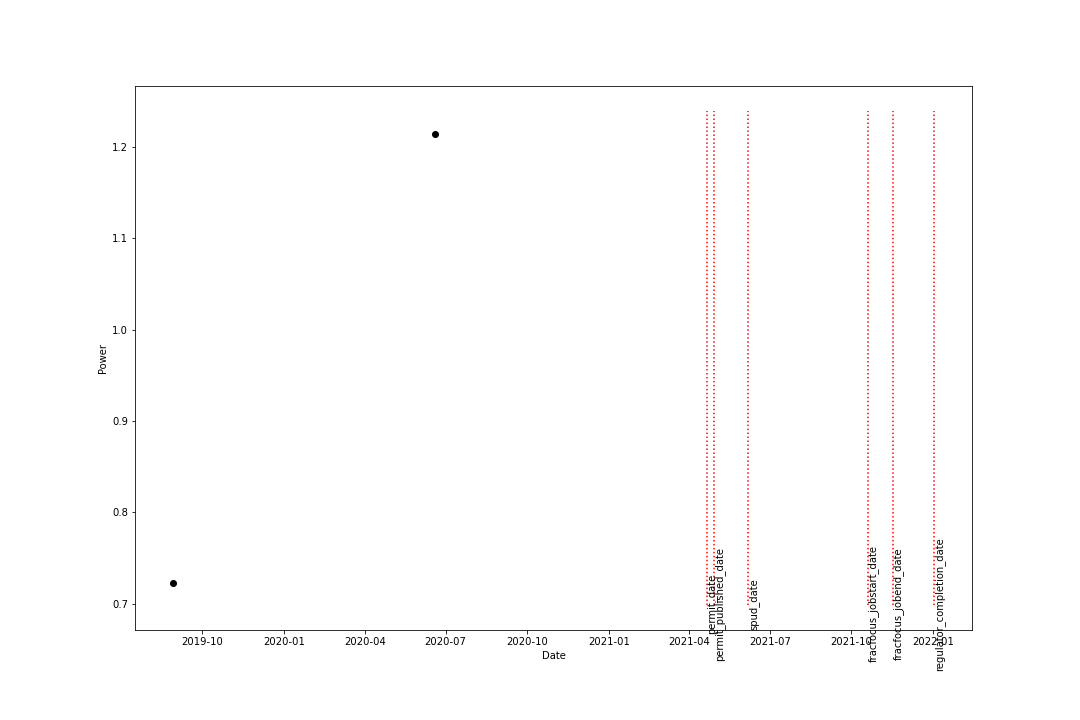 1.2
1.1
1.0
0.9
0.8
0.7
Power
2019-10
2020-01
2020-04
2020-07
2020-10
2021-01
2021-04
2021-07
2021-10
2022-01
Date
permit_date
permit_published_date
spud_date
fracfocus_jobstart_date
fracfocus_jobend_date
regulator_completion_date